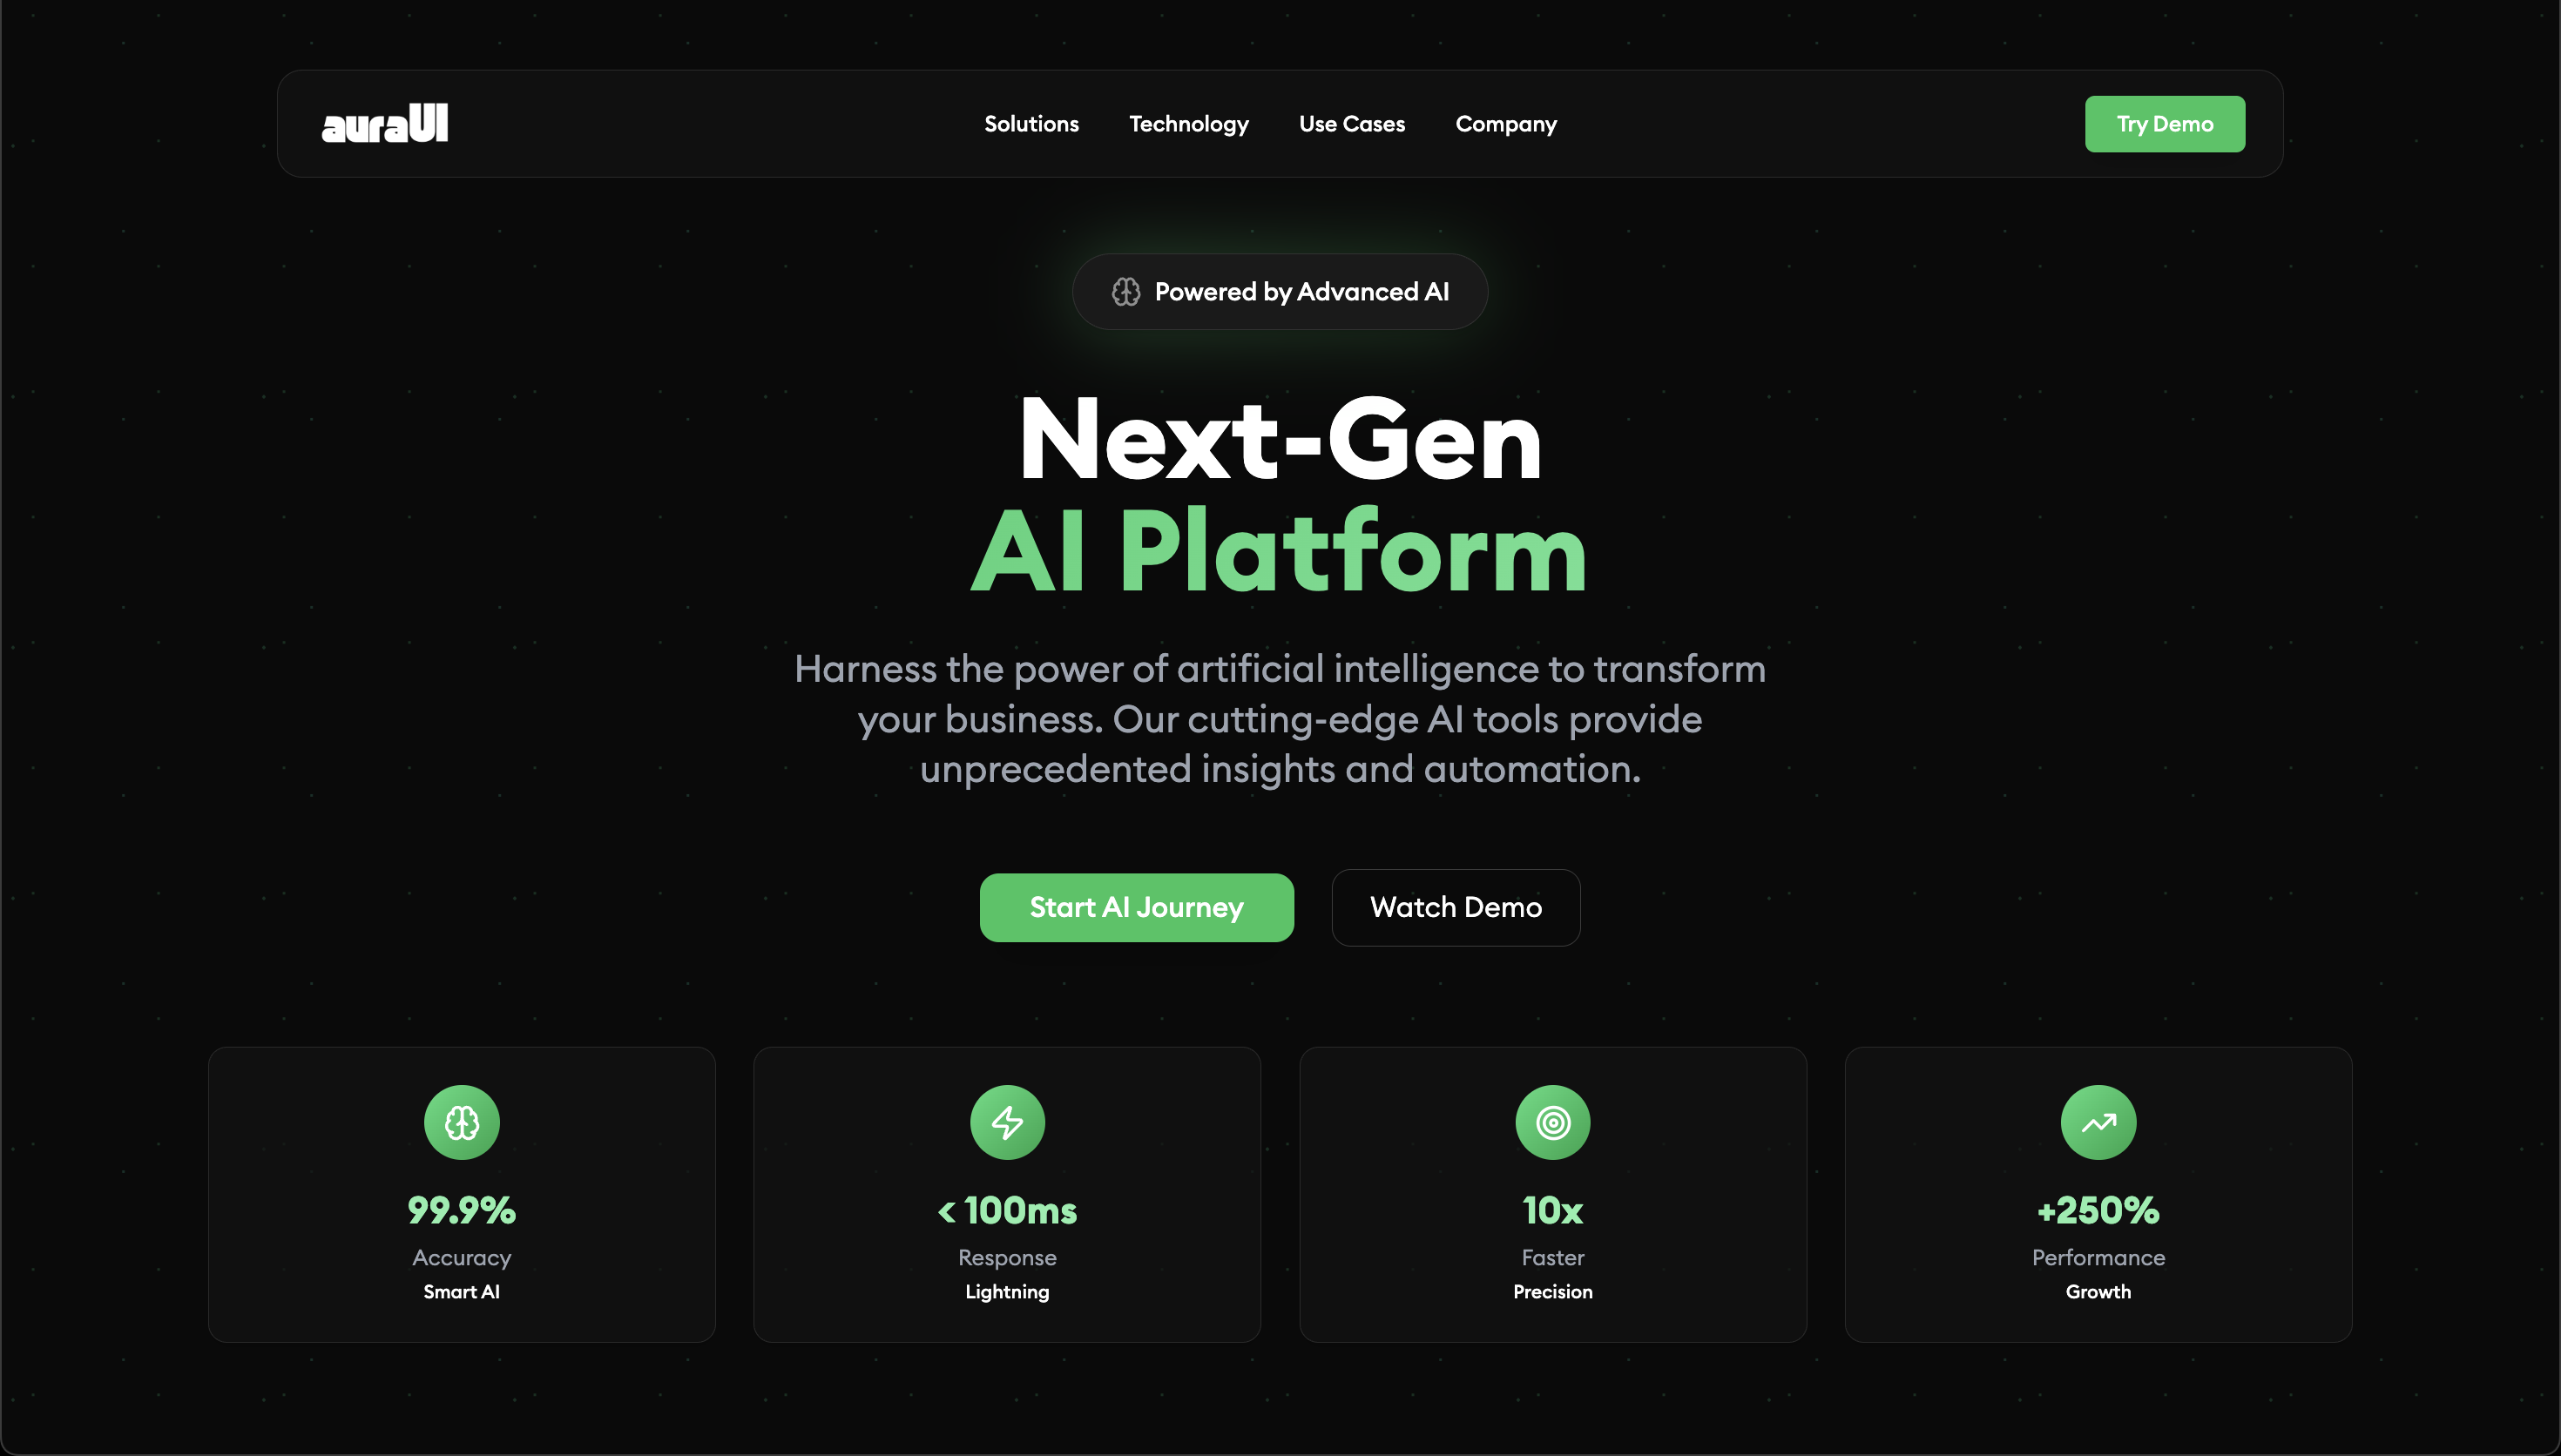 auraUI
Solutions
Technology
Use Cases
Company
Try Demo
Powered by Advanced AI
Next-Gen
AI Platform
Harness the power of artificial intelligence to transform
your business. Our cutting-edge AI tools provide
unprecedented insights and automation.
Start AI Journey
Watch Demo
99.9%
Accuracy
Smart AI
< 100ms
Response
Lightning
10x
Faster
Precision
+250%
Performance
Growth